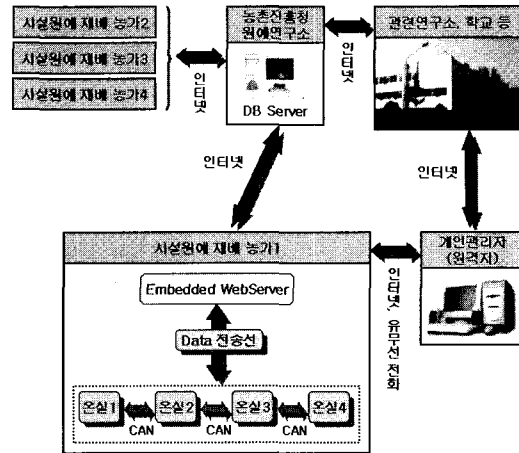 시설원예 재배 농가2
시설원예 재배 농가3
시설원예 재배 농가4
인터넷
농촌진흥청
원예연구소
DB Server
인터넷
관련연구소, 학교 등
인터넷
인터넷
시설원예 재배 농가1
Embedded WebServer
Data 전송선
온실1
온실2
온실3
온실4
CAN
CAN
CAN
인터넷, 유무선 전화
개인관리자
(원격자)